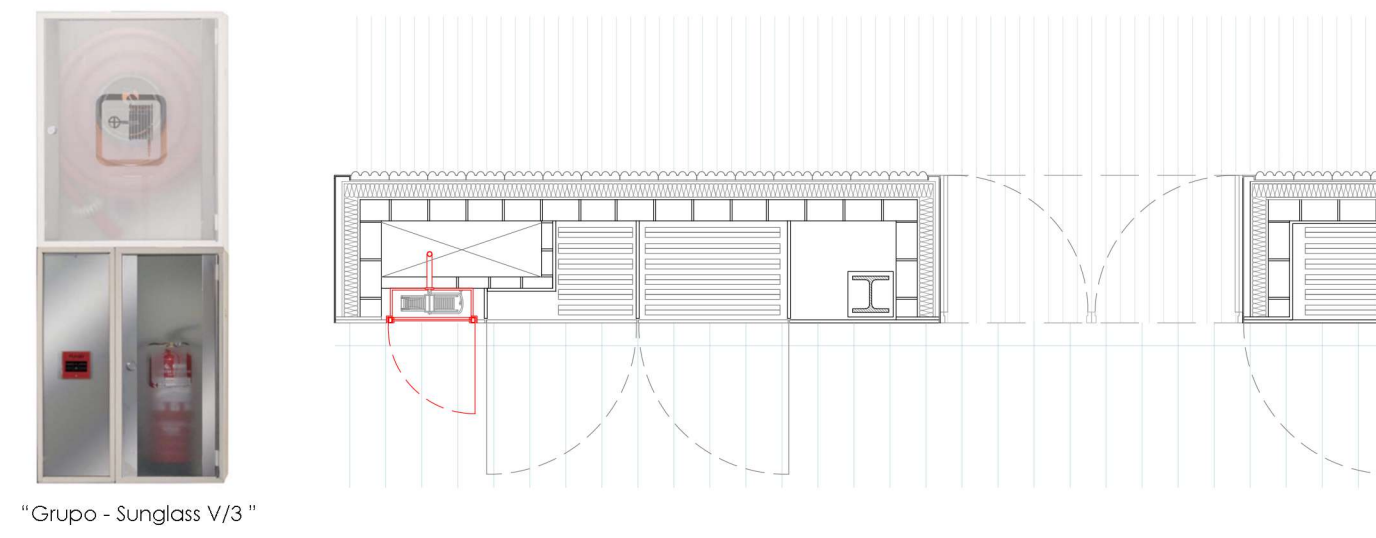 “Grupo - Sunglass V/3 ”